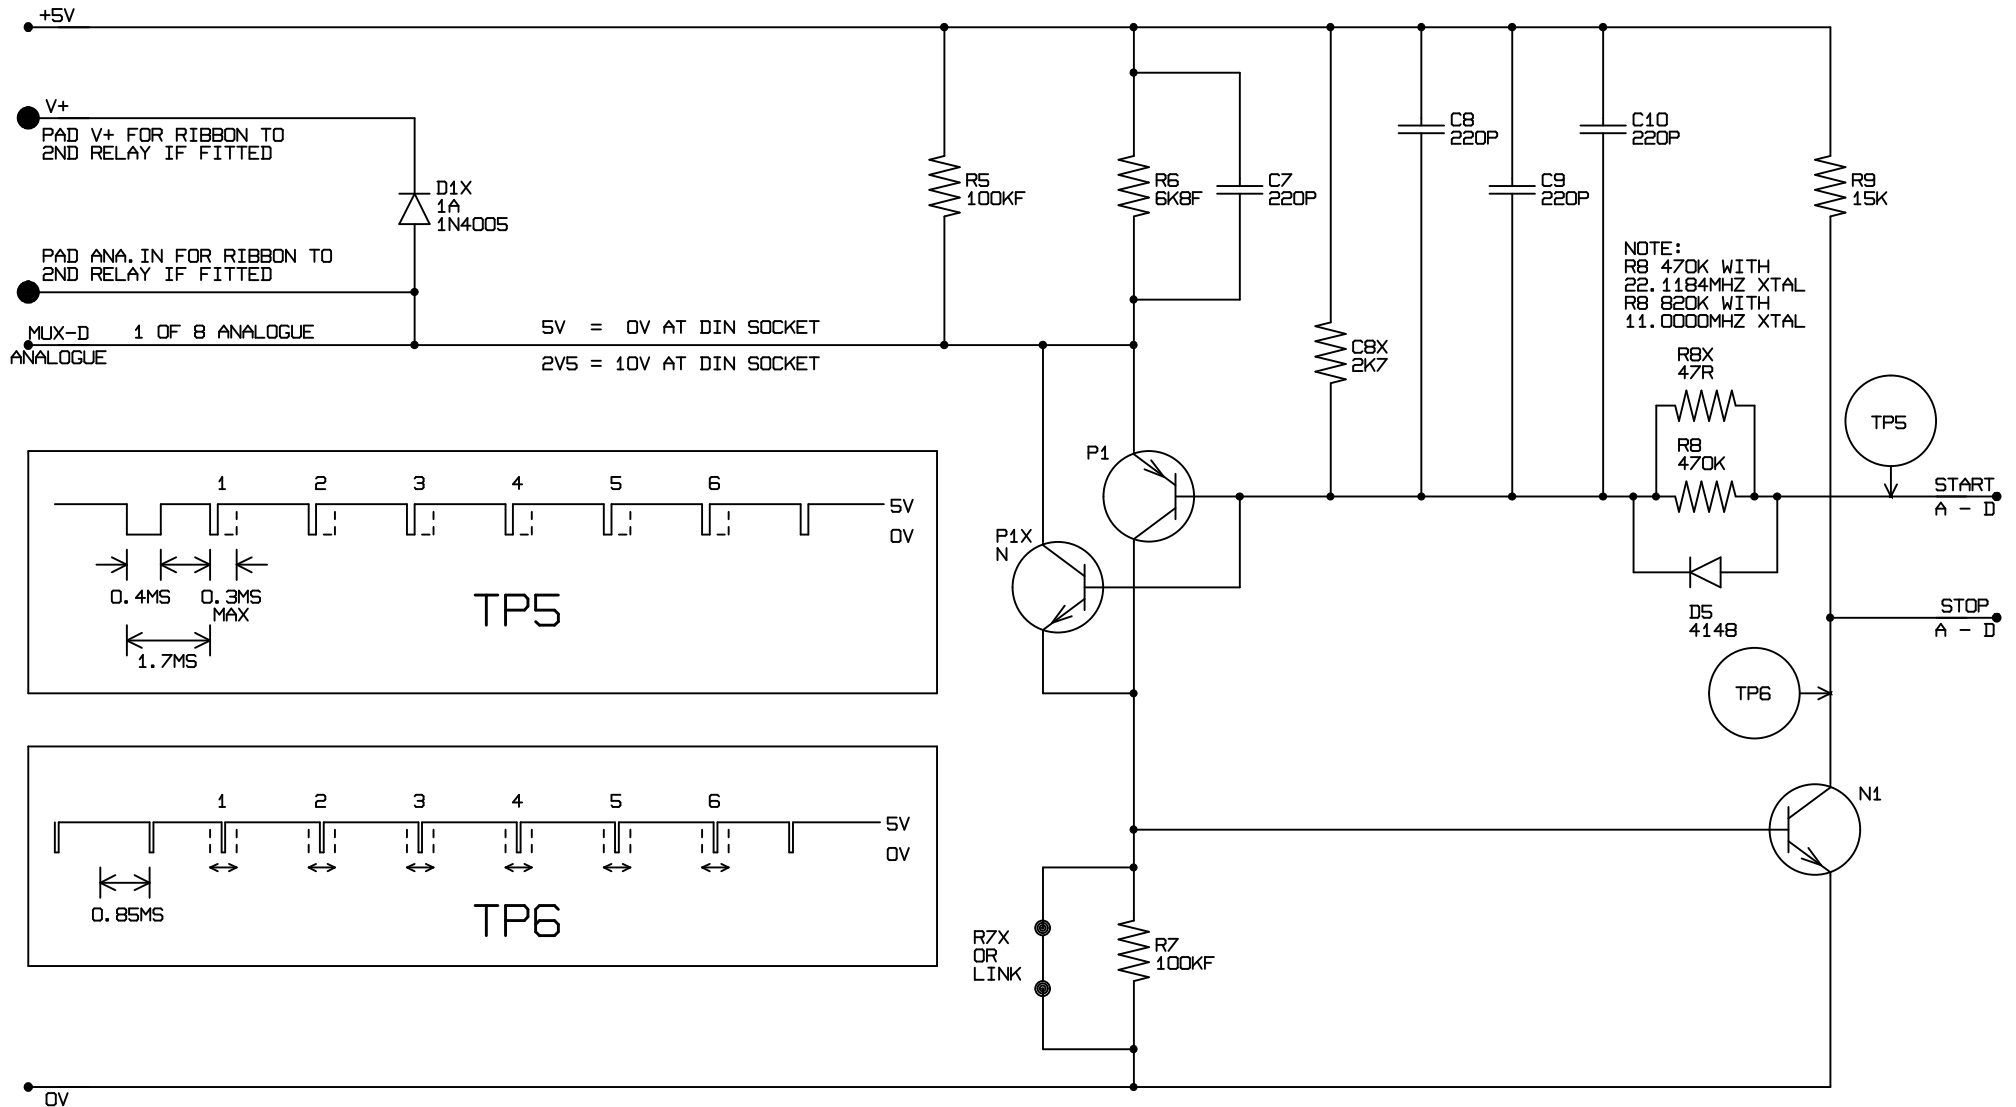 +5V
V+
PAD V+ FOR RIBBON TO
2ND RELAY IF FITTED
D1X
1A
1N4005
PAD ANA.IN FOR RIBBON TO
2ND RELAY IF FITTED
MUX-D
ANALOGUE
1 OF 8 ANALOGUE
5V = 0V AT DIN SOCKET
2V5 = 10V AT DIN SOCKET
R5
100KF
R6
6K8F
C7
220P
C8
220P
C9
220P
C10
220P
R9
15K
NOTE:
R8 470K WITH
22.1184MHZ XTAL
R8 820K WITH
11.0000MHZ XTAL
C8X
2K7
R8X
47R
R8
470K
TP5
START
A - D
P1
P1X
N
D5
4148
STOP
A - D
TP6
N1
1 2 3 4 5 6
5V
0V
0.4MS
0.3MS
MAX
1.7MS
TP5
1 2 3 4 5 6
5V
0V
0.85MS
TP6
R7X
OR
LINK
R7
100KF
0V